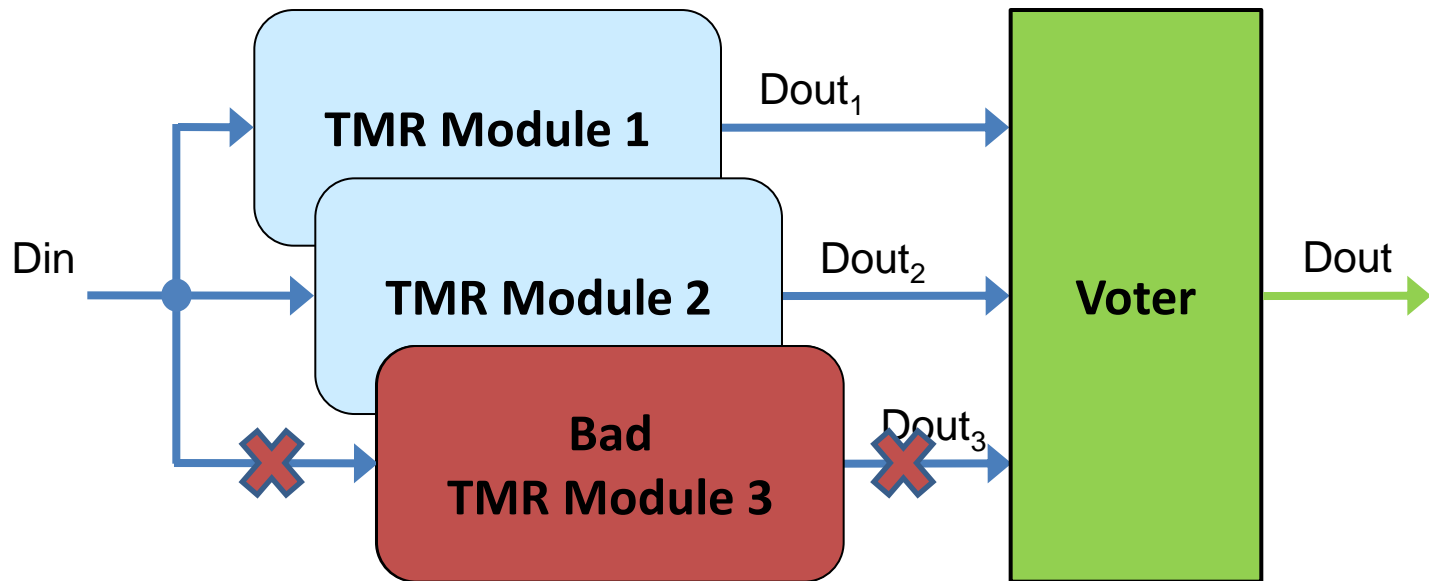 Dout₁
TMR Module 1
Din
Dout₂
Dout
TMR Module 2
Voter
Dout₃
Bad
TMR Module 3